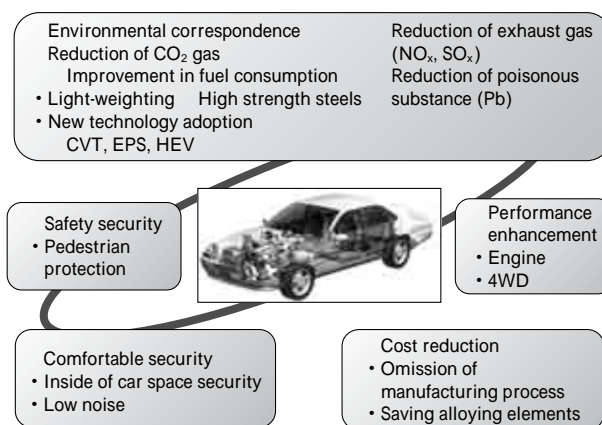 Environmental correspondence
Reduction of CO₂ gas
Improvement in fuel consumption
• Light-weighting High strength steels
• New technology adoption
CVT, EPS, HEV
Reduction of exhaust gas
(NOₓ, SOₓ)
Reduction of poisonous
substance (Pb)
Safety security
• Pedestrian
protection
Performance
enhancement
• Engine
• 4WD
Comfortable security
• Inside of car space security
• Low noise
Cost reduction
• Omission of
manufacturing process
• Saving alloying elements